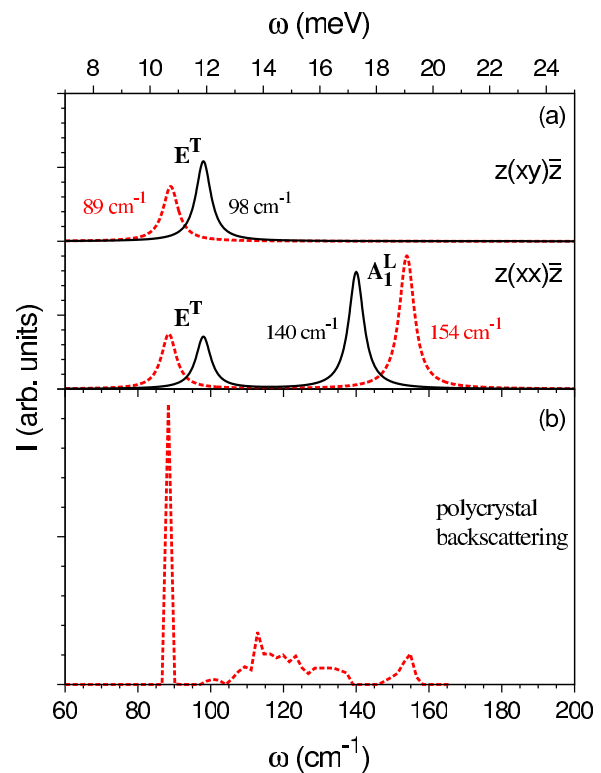 ω (meV)
8 10 12 14 16 18 20 22 24
(a)
E^T
z(xy)z̅
89 cm⁻¹
98 cm⁻¹
z(xx)z̅
A₁^L
E^T
140 cm⁻¹
154 cm⁻¹
I (arb. units)
(b)
polycrystal
backscattering
60 80 100 120 140 160 180 200
ω (cm⁻¹)